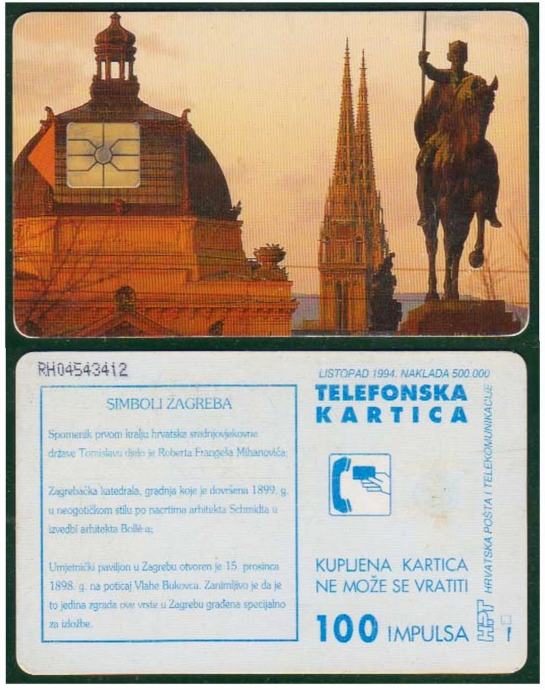 RH04543412
LISTOPAD 1994. NAKLADA 500.000
TELEFONSKA
KARTICA
SIMBOLI ZAGREBA
Spomenik prvom kralju hrvatske srednjovjekovne
države Tomislavu djelo je Roberta Frangeša Mihanovića;
Zagrebačka katedrala, gradnja koje je dovršena 1899. g.
u neogotičkom stilu po nacrtima arhitekta Schmidta u
izvedbi arhitekta Bollé-a;
Umjetnički paviljon u Zagrebu otvoren je 15. prosinca
1898. g. na poticaj Vlahe Bukovca. Zanimljivo je da je
to jedina zgrada ove vrste u Zagrebu građena specijalno
za izložbe.
KUPLJENA KARTICA
NE MOŽE SE VRATITI
100 IMPULSA
HPT HRVATSKA POŠTA I TELEKOMUNIKACIJE